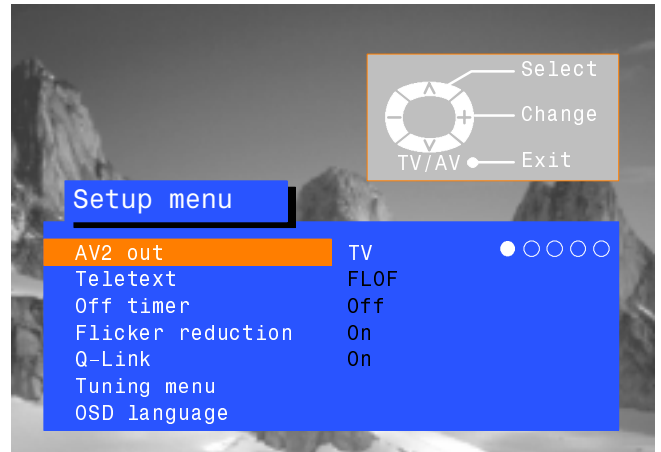 Select
Change
TV/AV Exit
Setup menu
AV2 out TV
Teletext FLOF
Off timer Off
Flicker reduction On
Q-Link On
Tuning menu
OSD language